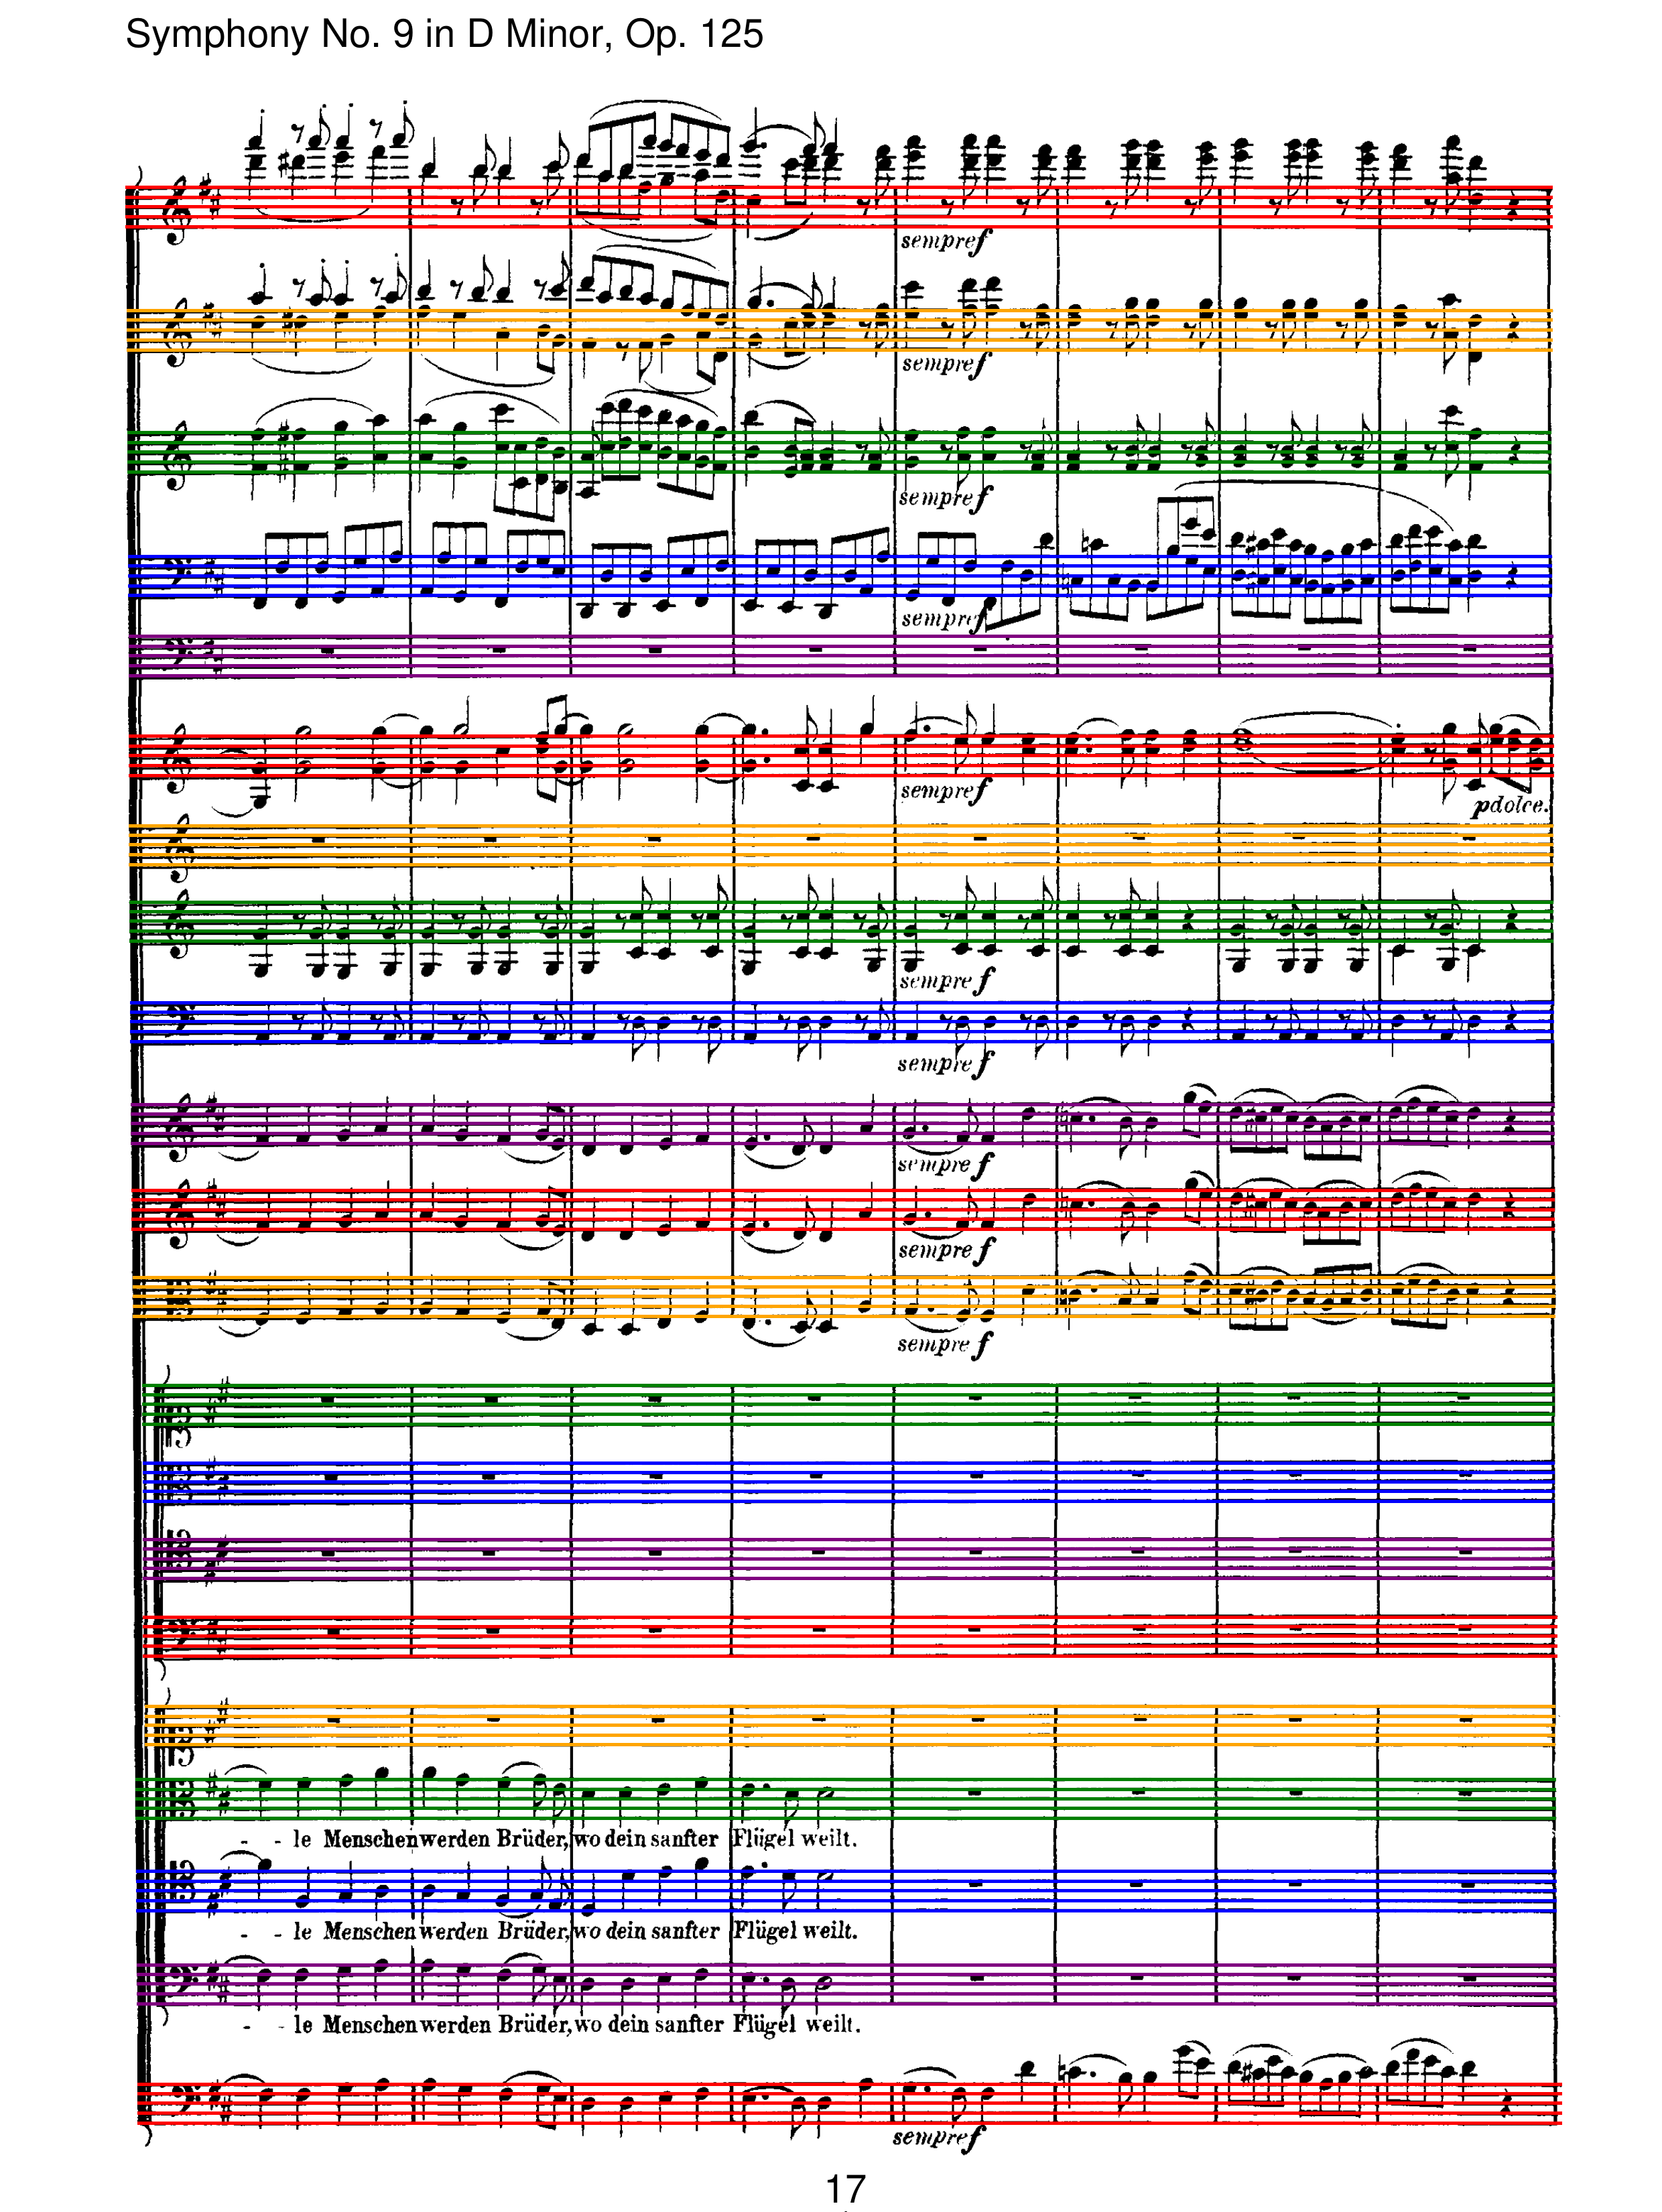 Symphony No. 9 in D Minor, Op. 125
sempre f
sempre f
sempre f
sempre f
sempre f
p dolce.
sempre f
sempre f
sempre f
sempre f
sempre f
- - le Menschen werden Brüder, wo dein sanfter Flügel weilt.
- - le Menschen werden Brüder, wo dein sanfter Flügel weilt.
- - le Menschen werden Brüder, wo dein sanfter Flügel weilt.
sempre f
17